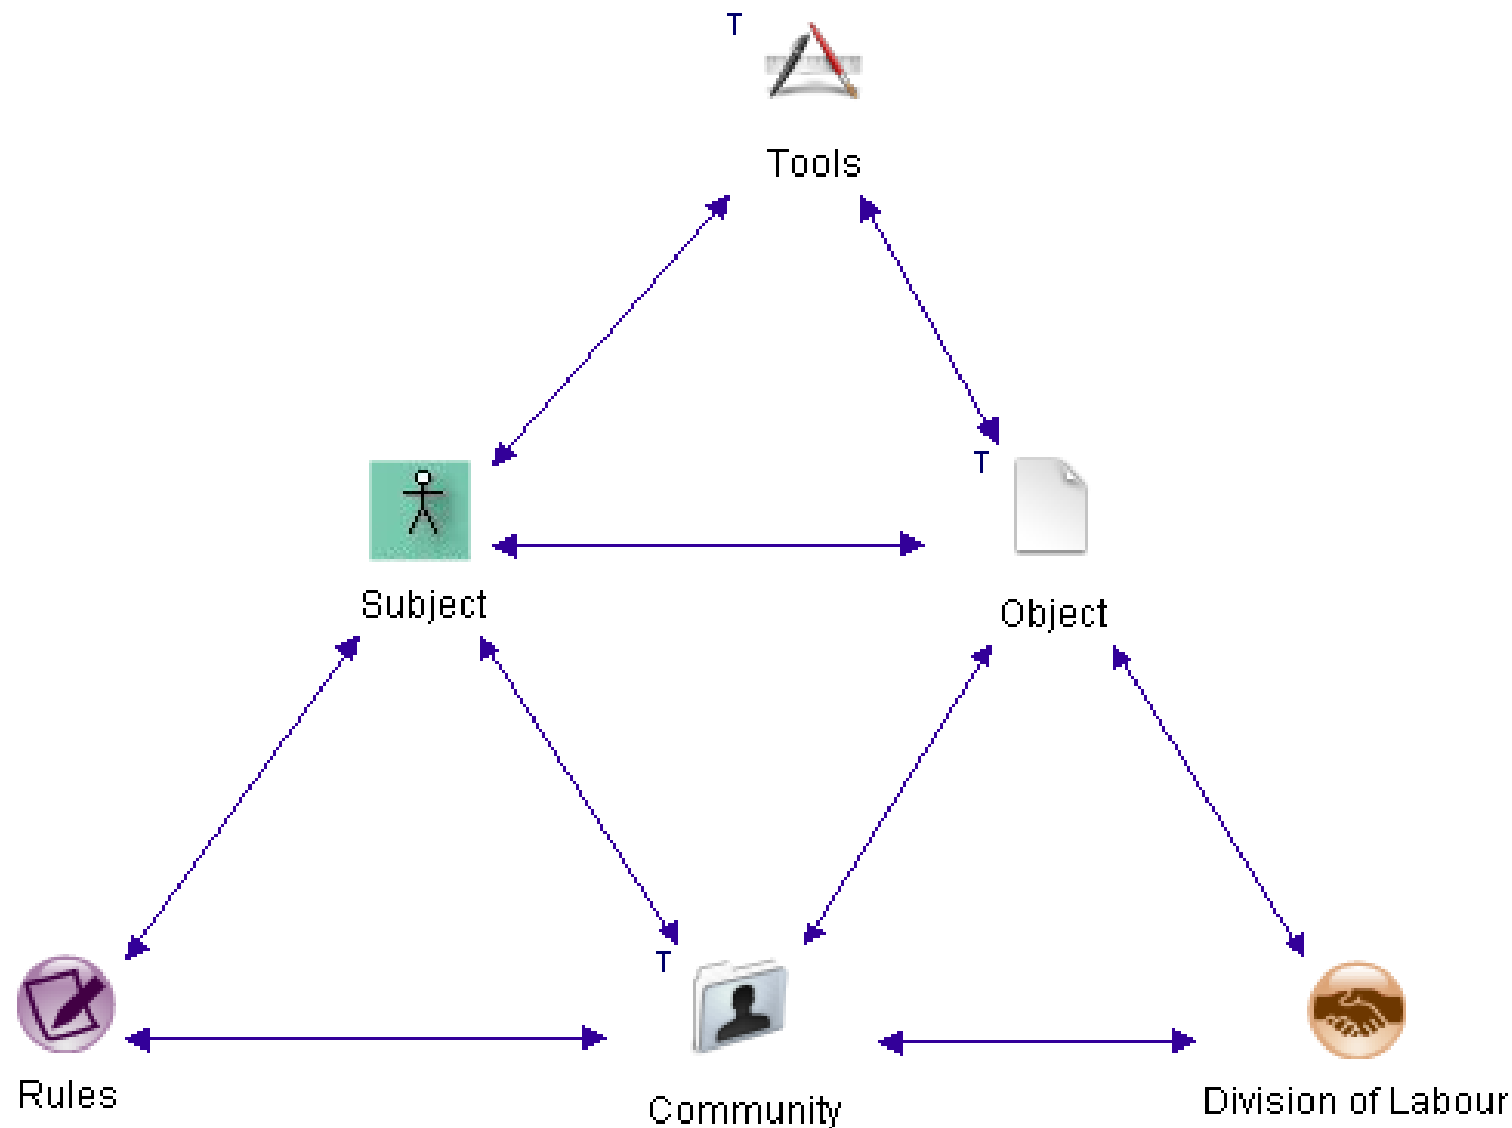 T
Tools
T
Subject
Object
T
Rules
Community
Division of Labour